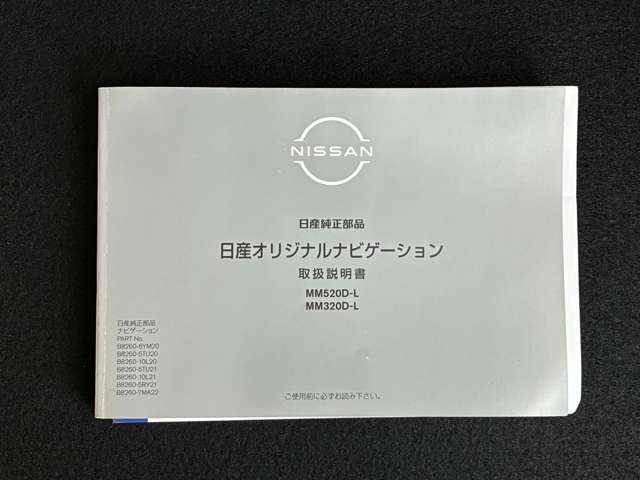 NISSAN
日産純正部品
日産オリジナルナビゲーション
取扱説明書
MM520D-L
MM320D-L
日産純正部品
ナビゲーション
PART No.
B8260-6YM20
B8260-5TU20
B8260-10L20
B8260-5TU21
B8260-10L21
B8260-5RY21
B8260-7MA22
ご使用前に必ずお読み下さい。